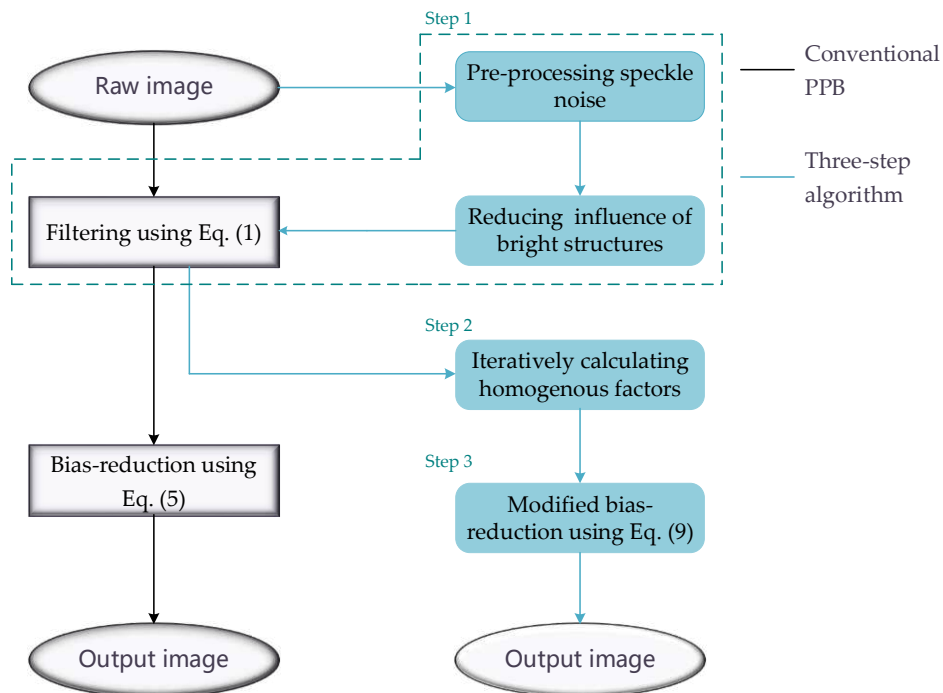 Step 1
Raw image
Pre-processing speckle
noise
Conventional
PPB
Three-step
algorithm
Filtering using Eq. (1)
Reducing influence of
bright structures
Step 2
Iteratively calculating
homogenous factors
Bias-reduction using
Eq. (5)
Step 3
Modified bias-
reduction using Eq. (9)
Output image
Output image